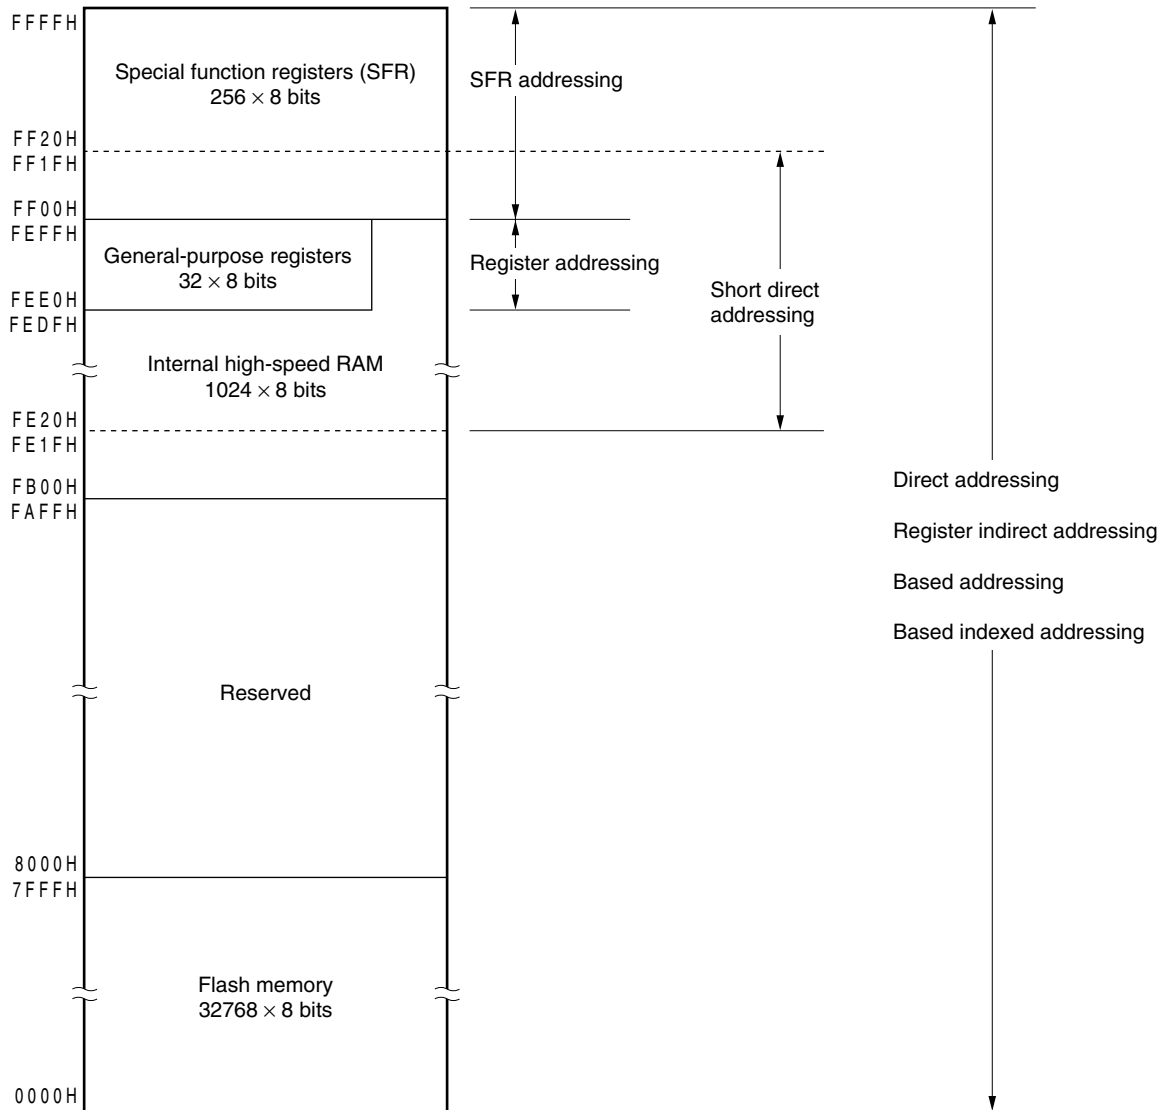 FFFFH
Special function registers (SFR)
256 × 8 bits
SFR addressing
FF20H
FF1FH
FF00H
FEFFH
General-purpose registers
32 × 8 bits
Register addressing
Short direct
addressing
FEE0H
FEDFH
Internal high-speed RAM
1024 × 8 bits
FE20H
FE1FH
FB00H
FAFFH
Direct addressing
Register indirect addressing
Based addressing
Based indexed addressing
Reserved
8000H
7FFFH
Flash memory
32768 × 8 bits
0000H